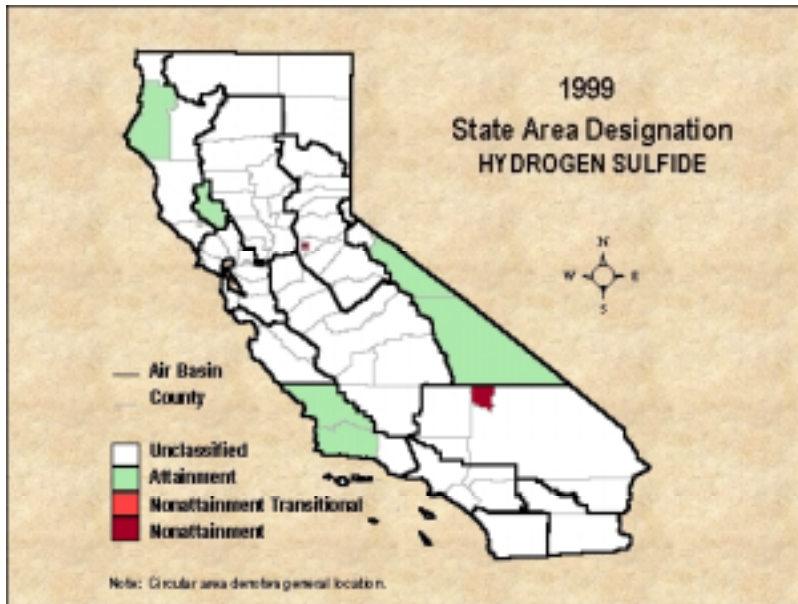 1999
State Area Designation
HYDROGEN SULFIDE
N
W E
S
Air Basin
County
Unclassified
Attainment
Nonattainment Transitional
Nonattainment
Note: Circular area denotes general location.